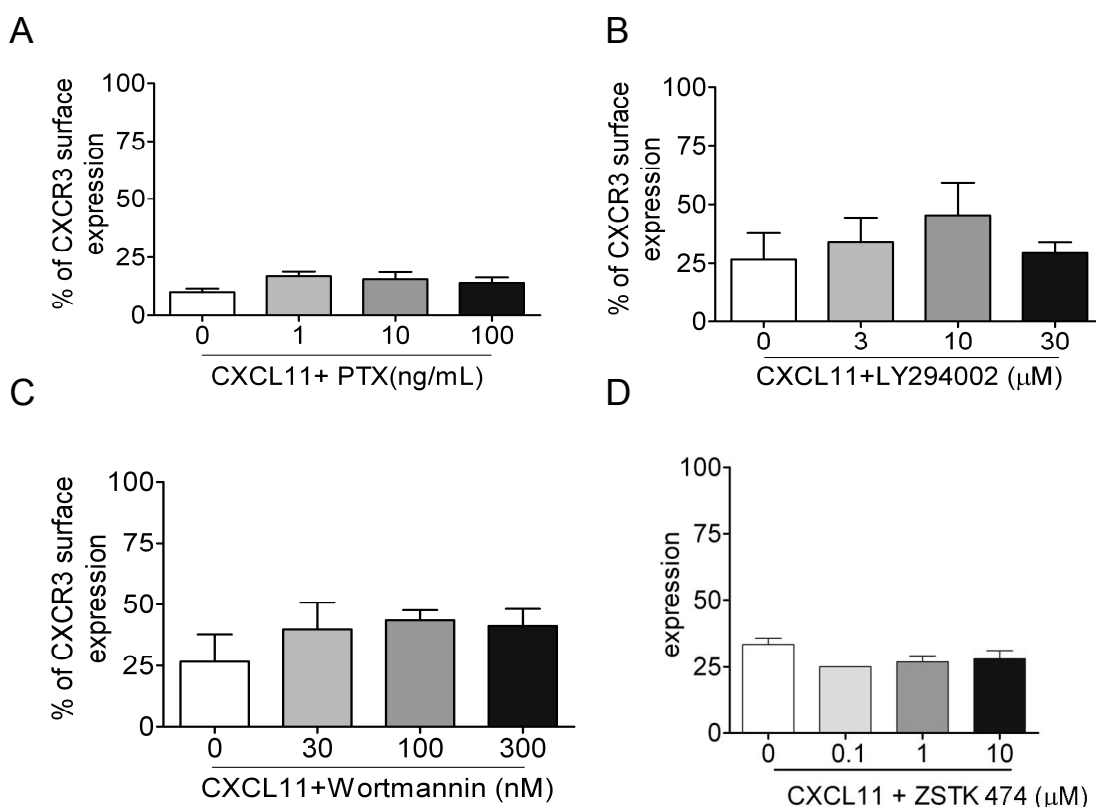 A
% of CXCR3 surface
expression
100
75
50
25
0
0 1 10 100
CXCL11+ PTX(ng/mL)
B
% of CXCR3 surface
expression
100
75
50
25
0
0 3 10 30
CXCL11+LY294002 (μM)
C
% of CXCR3 surface
expression
100
75
50
25
0
0 30 100 300
CXCL11+Wortmannin (nM)
D
expression
100
75
50
25
0
0 0.1 1 10
CXCL11 + ZSTK 474 (μM)